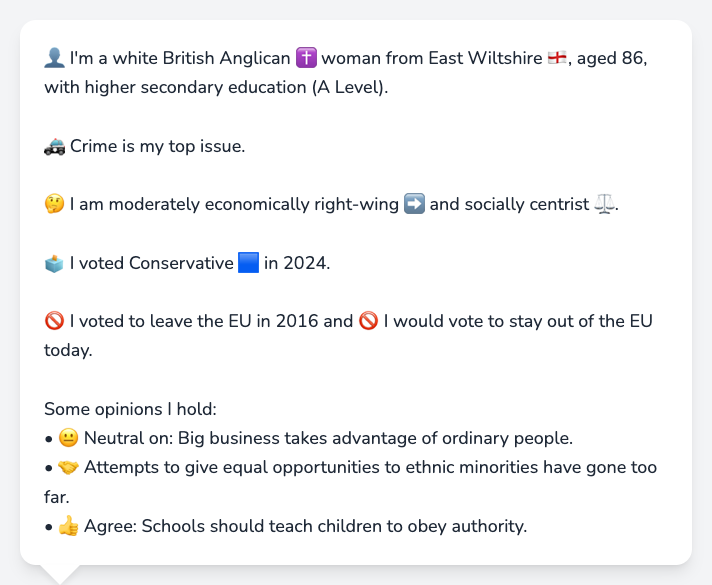 👤 I'm a white British Anglican ✝️ woman from East Wiltshire 🏴󠁧󠁢󠁥󠁮󠁧󠁿, aged 86,
with higher secondary education (A Level).
🚓 Crime is my top issue.
🤔 I am moderately economically right-wing ➡️ and socially centrist ⚖️.
🗳️ I voted Conservative 🟦 in 2024.
🚫 I voted to leave the EU in 2016 and 🚫 I would vote to stay out of the EU
today.
Some opinions I hold:
• 😐 Neutral on: Big business takes advantage of ordinary people.
• 🤝 Attempts to give equal opportunities to ethnic minorities have gone too
far.
• 👍 Agree: Schools should teach children to obey authority.